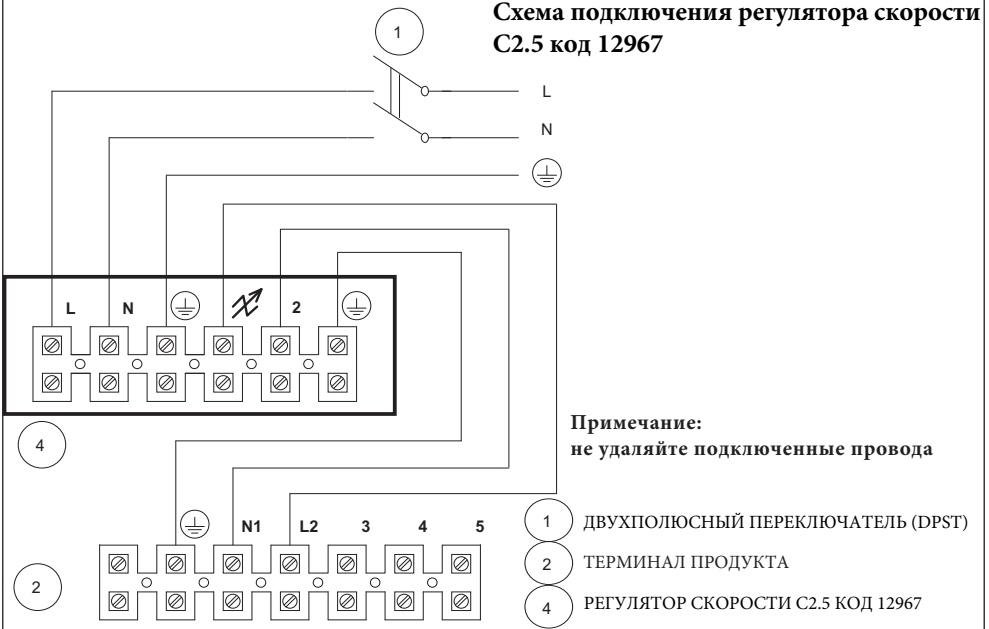 Схема подключения регулятора скорости
C2.5 код 12967
1
L
N
L N 2
4
Примечание:
не удаляйте подключенные провода
N1 L2 3 4 5
2
1 ДВУХПОЛЮСНЫЙ ПЕРЕКЛЮЧАТЕЛЬ (DPST)
2 ТЕРМИНАЛ ПРОДУКТА
4 РЕГУЛЯТОР СКОРОСТИ C2.5 КОД 12967